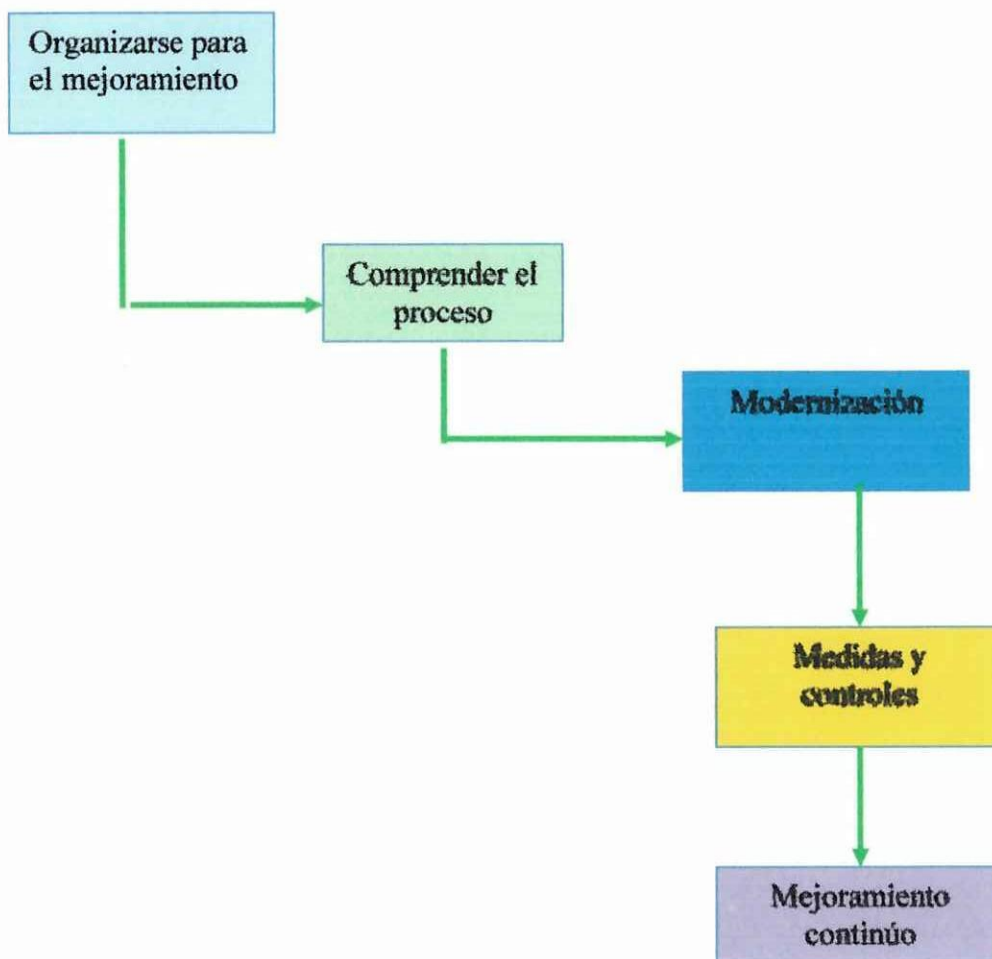 Organizarse para
el mejoramiento
Comprender el
proceso
Modernización
Medidas y
controles
Mejoramiento
continúo